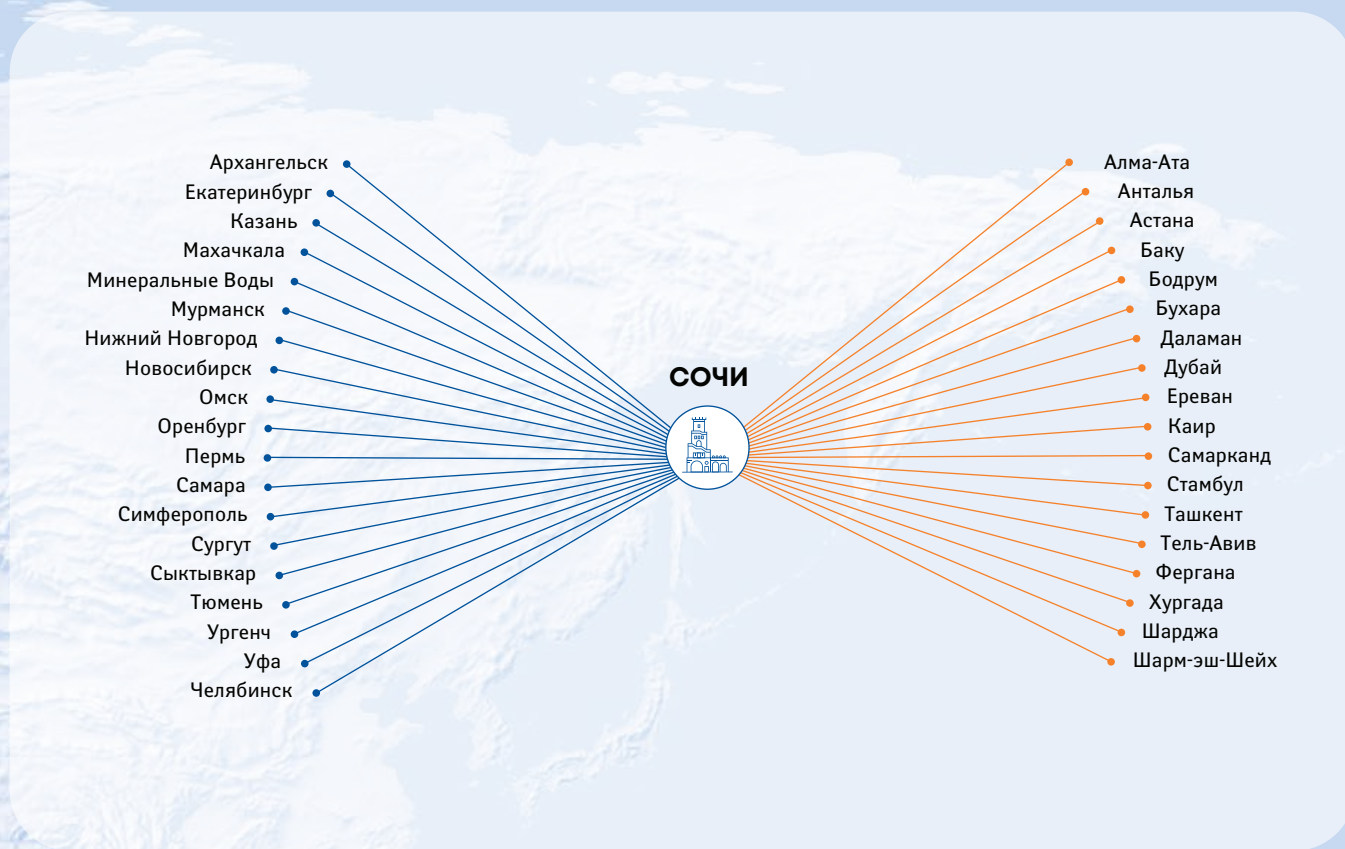 Архангельск
Екатеринбург
Казань
Махачкала
Минеральные Воды
Мурманск
Нижний Новгород
Новосибирск
Омск
Оренбург
Пермь
Самара
Симферополь
Сургут
Сыктывкар
Тюмень
Ургенч
Уфа
Челябинск
СОЧИ
Алма-Ата
Анталья
Астана
Баку
Бодрум
Бухара
Даламан
Дубай
Ереван
Каир
Самарканд
Стамбул
Ташкент
Тель-Авив
Фергана
Хургада
Шарджа
Шарм-эш-Шейх